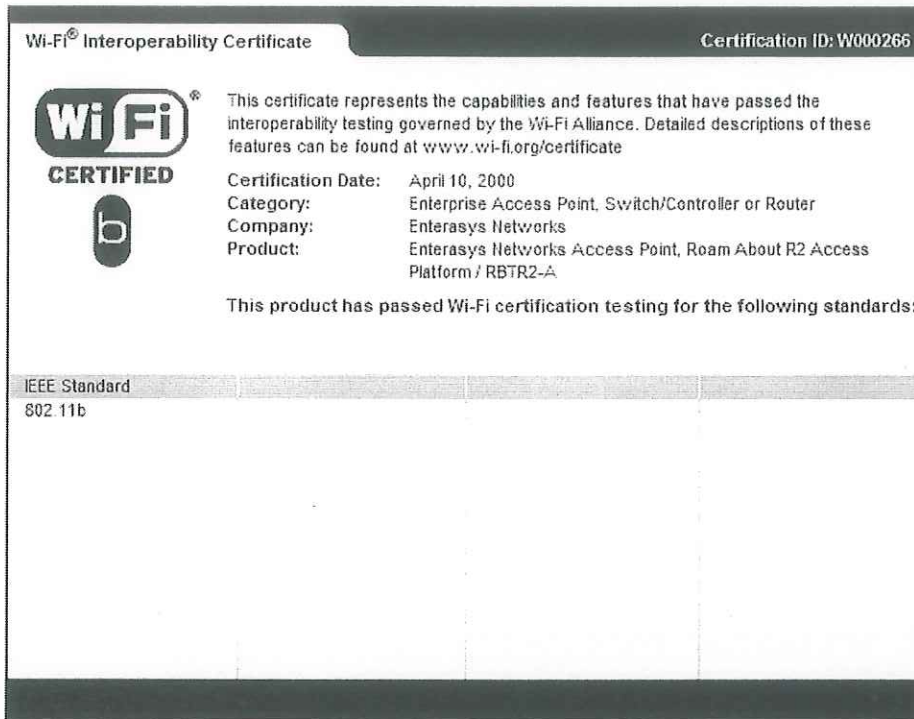 Wi-Fi® Interoperability Certificate
Certification ID: W000266
Wi Fi®
CERTIFIED
b
This certificate represents the capabilities and features that have passed the
interoperability testing governed by the Wi-Fi Alliance. Detailed descriptions of these
features can be found at www.wi-fi.org/certificate
Certification Date: April 10, 2000
Category: Enterprise Access Point, Switch/Controller or Router
Company: Enterasys Networks
Product: Enterasys Networks Access Point, Roam About R2 Access
Platform / RBTR2-A
This product has passed Wi-Fi certification testing for the following standards:
IEEE Standard
802.11b